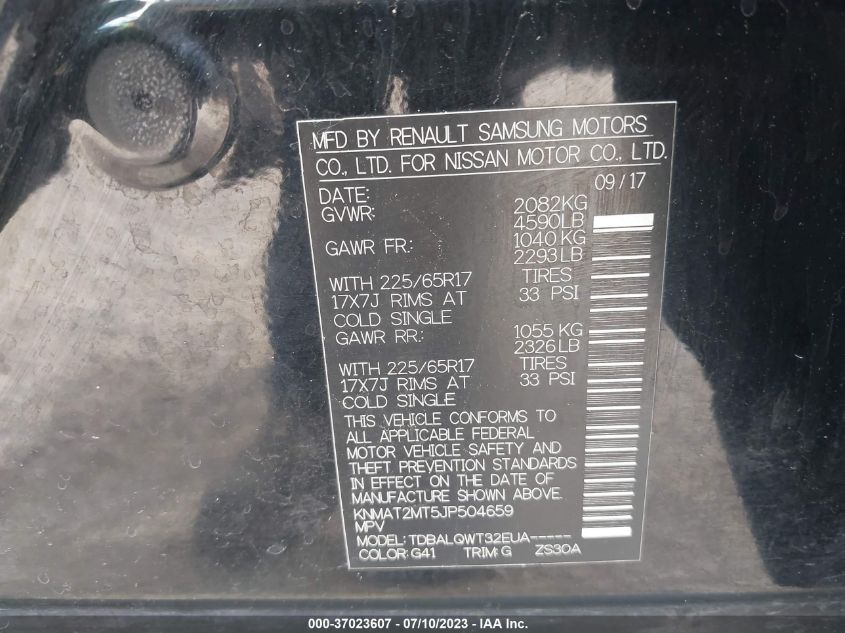 MFD BY RENAULT SAMSUNG MOTORS
CO., LTD. FOR NISSAN MOTOR CO., LTD.
DATE: 09/17
GVWR: 2082KG
4590LB
GAWR FR: 1040 KG
2293LB
WITH 225/65R17 TIRES
17X7J RIMS AT 33 PSI
COLD SINGLE
GAWR RR: 1055 KG
2326LB
WITH 225/65R17 TIRES
17X7J RIMS AT 33 PSI
COLD SINGLE
THIS VEHICLE CONFORMS TO
ALL APPLICABLE FEDERAL
MOTOR VEHICLE SAFETY AND
THEFT PREVENTION STANDARDS
IN EFFECT ON THE DATE OF
MANUFACTURE SHOWN ABOVE.
KNMAT2MT5JP504659
MPV
MODEL: TDBALQWT32EUA-----
COLOR: G41 TRIM: G ZS30A
000-37023607 - 07/10/2023 - © IAA Inc.